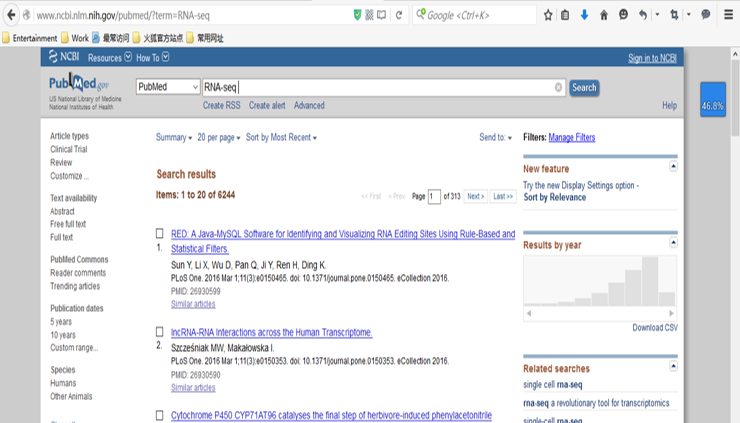 www.ncbi.nlm.nih.gov/pubmed/?term=RNA-seq
Google <Ctrl+K>
Entertainment Work 最常访问 火狐官方站点 常用网址
NCBI Resources How To Sign in to NCBI
PubMed.gov
US National Library of Medicine
National Institutes of Health
PubMed RNA-seq Search
Create RSS Create alert Advanced Help
46.8%
Article types
Clinical Trial
Review
Customize ...
Text availability
Abstract
Free full text
Full text
PubMed Commons
Reader comments
Trending articles
Publication dates
5 years
10 years
Custom range...
Species
Humans
Other Animals
Summary 20 per page Sort by Most Recent Send to:
Search results
Items: 1 to 20 of 6244
<< First < Prev Page 1 of 313 Next > Last >>
RED: A Java-MySQL Software for Identifying and Visualizing RNA Editing Sites Using Rule-Based and
1. Statistical Filters.
Sun Y, Li X, Wu D, Pan Q, Ji Y, Ren H, Ding K.
PLoS One. 2016 Mar 1;11(3):e0150465. doi: 10.1371/journal.pone.0150465. eCollection 2016.
PMID: 26930599
Similar articles
lncRNA-RNA Interactions across the Human Transcriptome.
2. Szcześniak MW, Makałowska I.
PLoS One. 2016 Mar 1;11(3):e0150353. doi: 10.1371/journal.pone.0150353. eCollection 2016.
PMID: 26930590
Similar articles
Cytochrome P450 CYP71AT96 catalyses the final step of herbivore-induced phenylacetonitrile
Filters: Manage Filters
New feature
Try the new Display Settings option -
Sort by Relevance
Results by year
Download CSV
Related searches
single cell rna-seq
rna-seq a revolutionary tool for transcriptomics
single-cell rna-seq